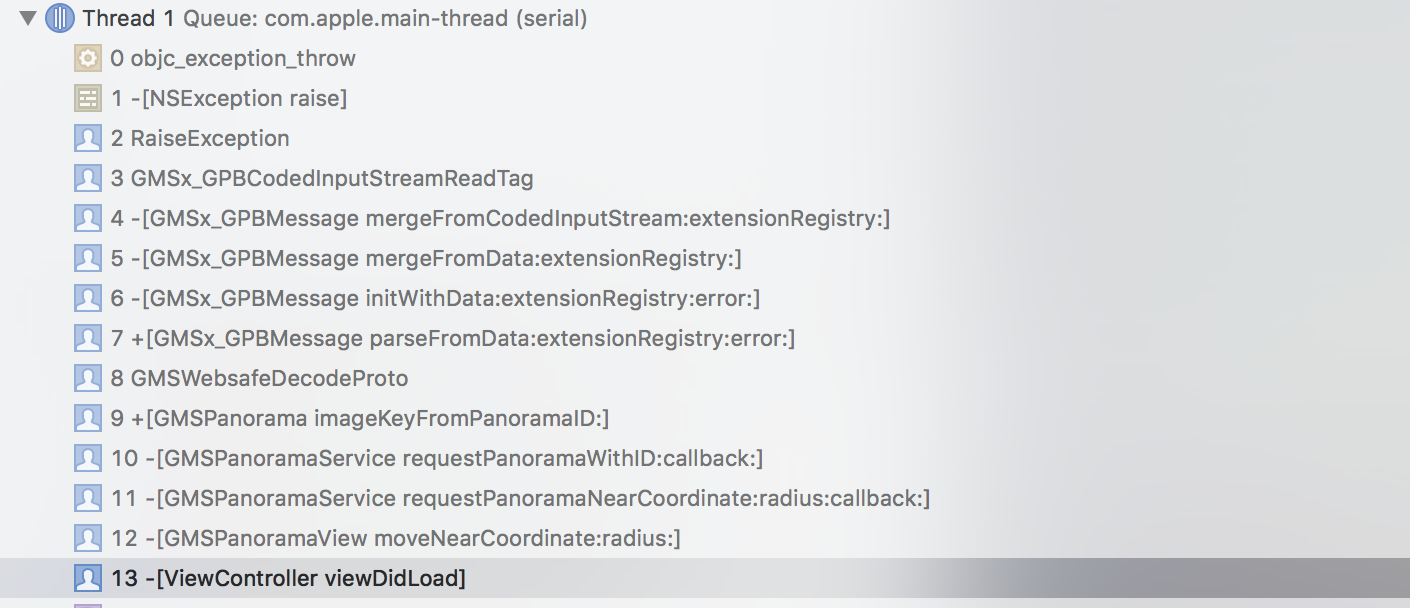 Thread 1 Queue: com.apple.main-thread (serial)
0 objc_exception_throw
1 -[NSException raise]
2 RaiseException
3 GMSx_GPBCodedInputStreamReadTag
4 -[GMSx_GPBMessage mergeFromCodedInputStream:extensionRegistry:]
5 -[GMSx_GPBMessage mergeFromData:extensionRegistry:]
6 -[GMSx_GPBMessage initWithData:extensionRegistry:error:]
7 +[GMSx_GPBMessage parseFromData:extensionRegistry:error:]
8 GMSWebsafeDecodeProto
9 +[GMSPanorama imageKeyFromPanoramaID:]
10 -[GMSPanoramaService requestPanoramaWithID:callback:]
11 -[GMSPanoramaService requestPanoramaNearCoordinate:radius:callback:]
12 -[GMSPanoramaView moveNearCoordinate:radius:]
13 -[ViewController viewDidLoad]